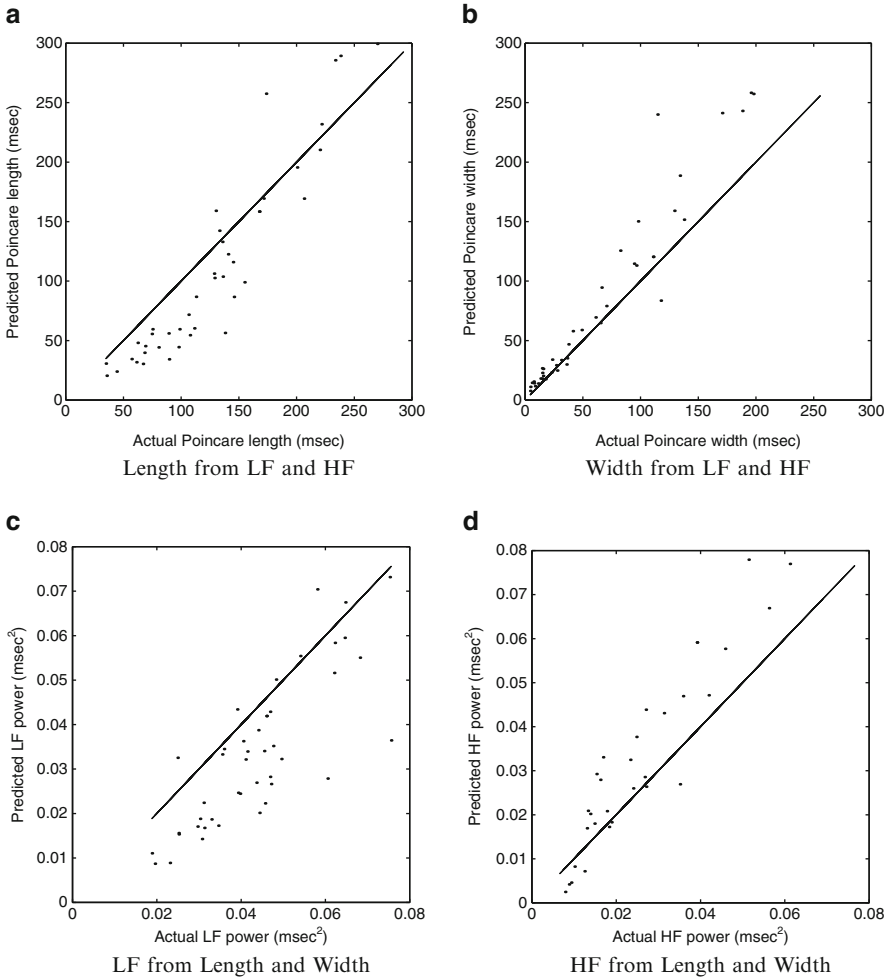 a
300
250
200
150
100
50
0
0 50 100 150 200 250 300
Predicted Poincare length (msec)
Actual Poincare length (msec)
Length from LF and HF
b
300
250
200
150
100
50
0
0 50 100 150 200 250 300
Predicted Poincare width (msec)
Actual Poincare width (msec)
Width from LF and HF
c
0.08
0.07
0.06
0.05
0.04
0.03
0.02
0.01
0
0 0.02 0.04 0.06 0.08
Predicted LF power (msec²)
Actual LF power (msec²)
LF from Length and Width
d
0.08
0.07
0.06
0.05
0.04
0.03
0.02
0.01
0
0 0.02 0.04 0.06 0.08
Predicted HF power (msec²)
Actual HF power (msec²)
HF from Length and Width